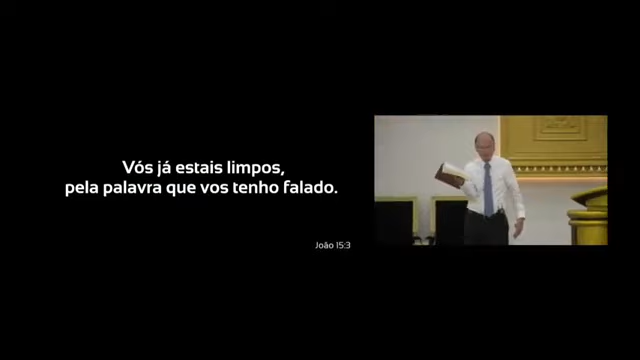 Vós já estais limpos,
pela palavra que vos tenho falado.
João 15:3